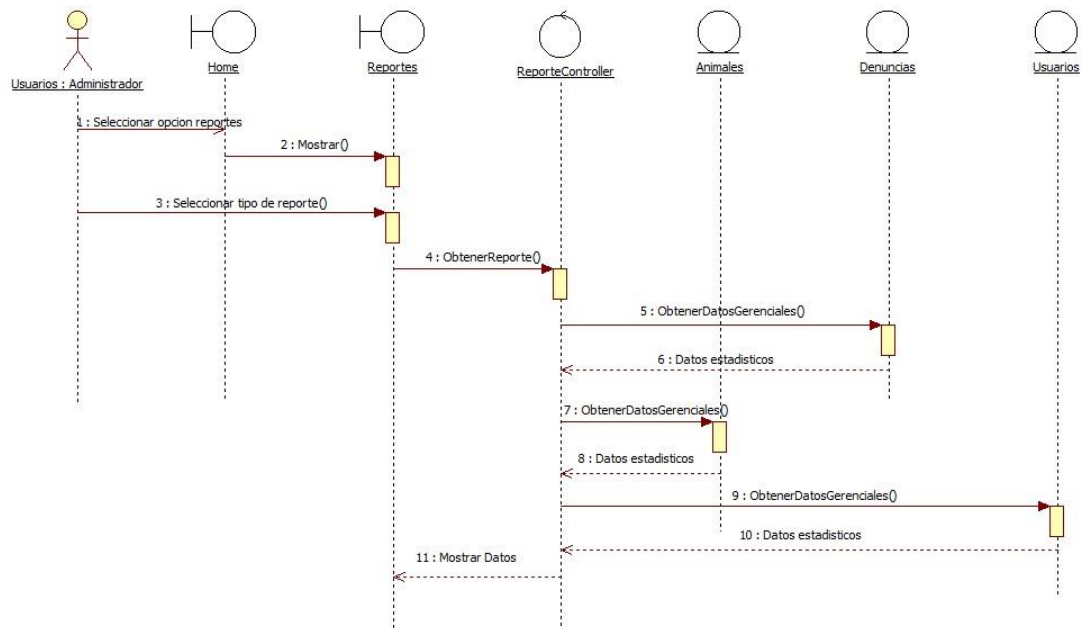 Usuarios : Administrador
Home
Reportes
ReporteController
Animales
Denuncias
Usuarios
1 : Seleccionar opcion reportes
2 : Mostrar()
3 : Seleccionar tipo de reporte()
4 : ObtenerReporte()
5 : ObtenerDatosGerenciales()
6 : Datos estadisticos
7 : ObtenerDatosGerenciales()
8 : Datos estadisticos
9 : ObtenerDatosGerenciales()
10 : Datos estadisticos
11 : Mostrar Datos